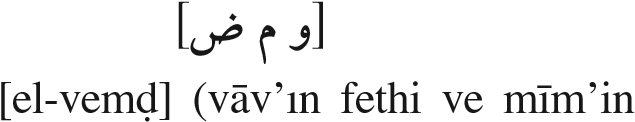 [و م ض]
[el-vemḍ] (vāv’ın fethi ve mīm’in